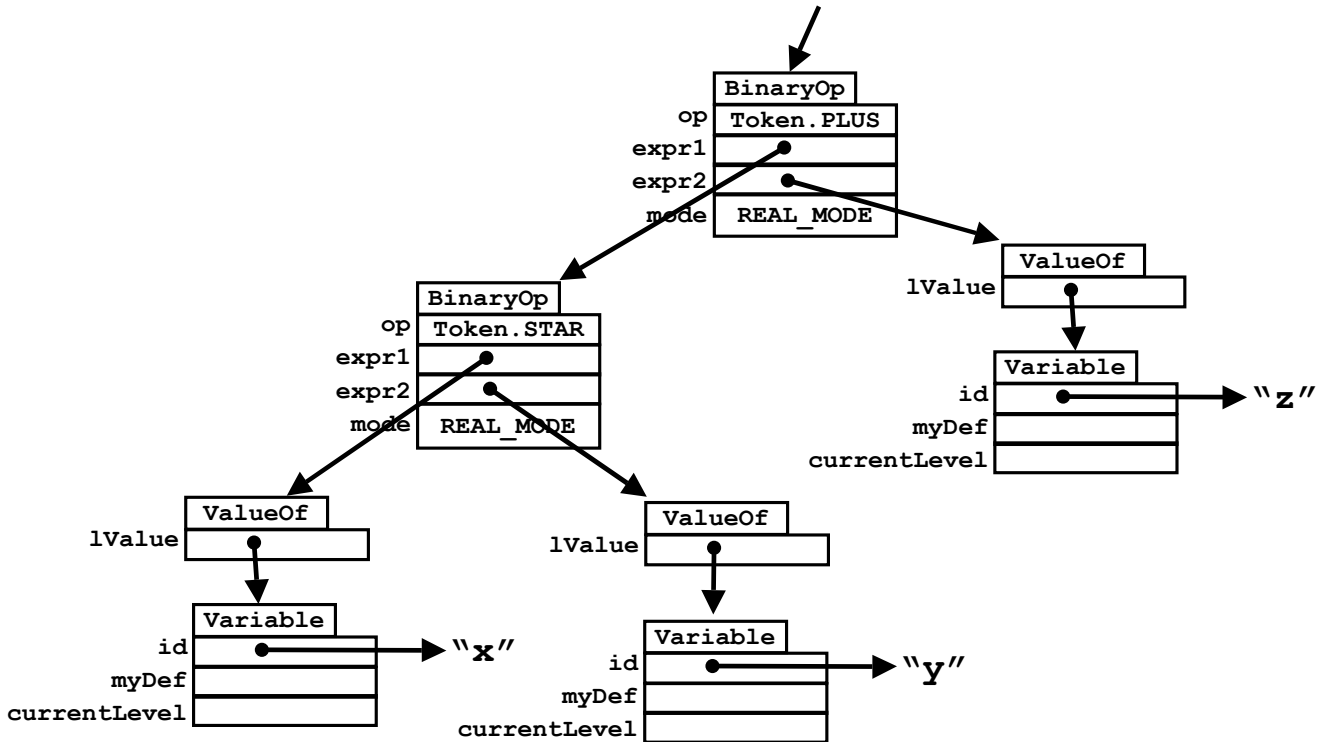 BinaryOp
op Token.PLUS
expr1
expr2
mode REAL_MODE
ValueOf
lValue
BinaryOp
op Token.STAR
expr1
expr2
mode REAL_MODE
Variable
id “z”
myDef
currentLevel
ValueOf
lValue
ValueOf
lValue
Variable
id “x”
myDef
currentLevel
Variable
id “y”
myDef
currentLevel